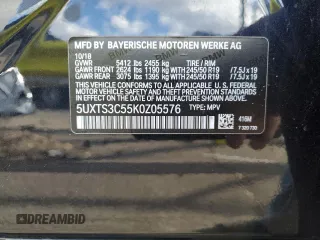 MFD BY BAYERISCHE MOTOREN WERKE AG
10/18
GVWR 5412 lbs 2455 KG TIRE / RIM
GAWR FRONT 2624 lbs 1190 KG 245/50 R19 / 7.5J x 19
GAWR REAR 3075 lbs 1395 KG 245/50 R19 / 7.5J x 19
THIS VEHICLE CONFORMS TO ALL APPLICABLE U.S. FEDERAL
MOTOR VEHICLE SAFETY STANDARDS IN EFFECT ON THE
DATE OF MANUFACTURE SHOWN ABOVE.
5UXTS3C55K0Z05576 TYPE: MPV
416M
DREAMBID